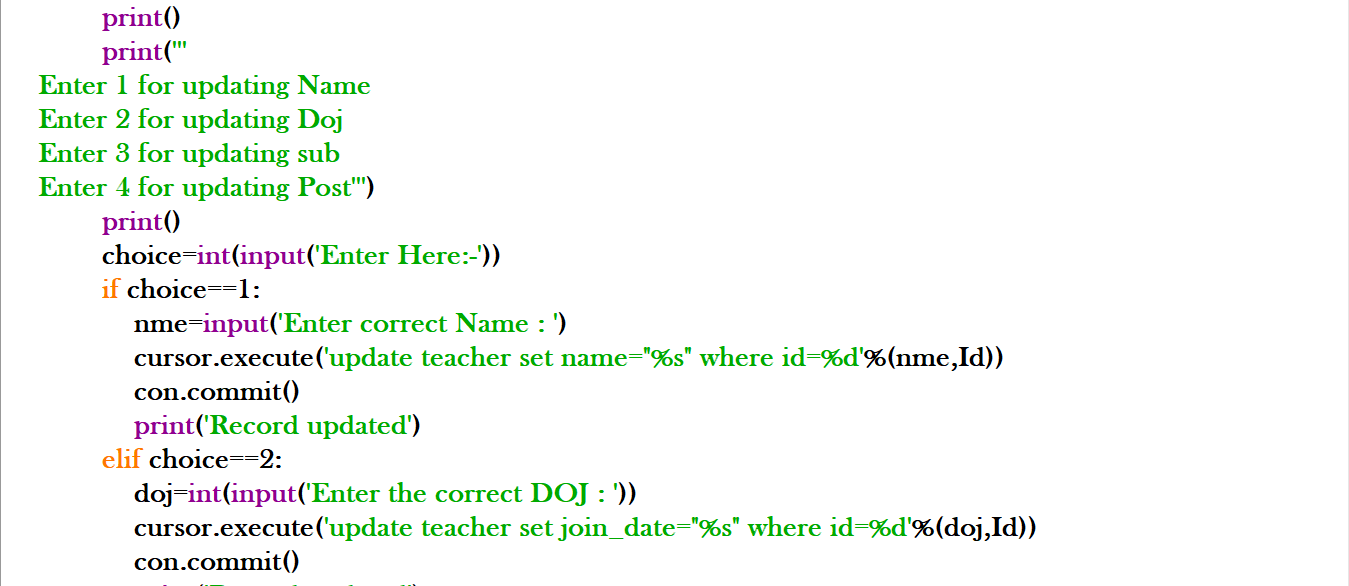 print()
print('''
Enter 1 for updating Name
Enter 2 for updating Doj
Enter 3 for updating sub
Enter 4 for updating Post''')
print()
choice=int(input('Enter Here:-'))
if choice==1:
nme=input('Enter correct Name : ')
cursor.execute('update teacher set name="%s" where id=%d'%(nme,Id))
con.commit()
print('Record updated')
elif choice==2:
doj=int(input('Enter the correct DOJ : '))
cursor.execute('update teacher set join_date="%s" where id=%d'%(doj,Id))
con.commit()